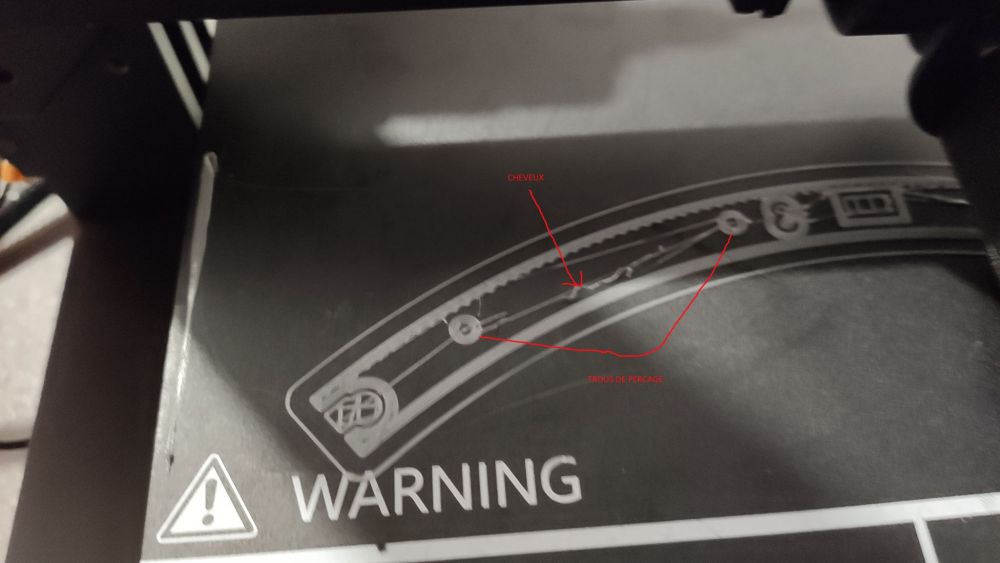 CHEVEUX
TROUS DE PERCAGE
WARNING